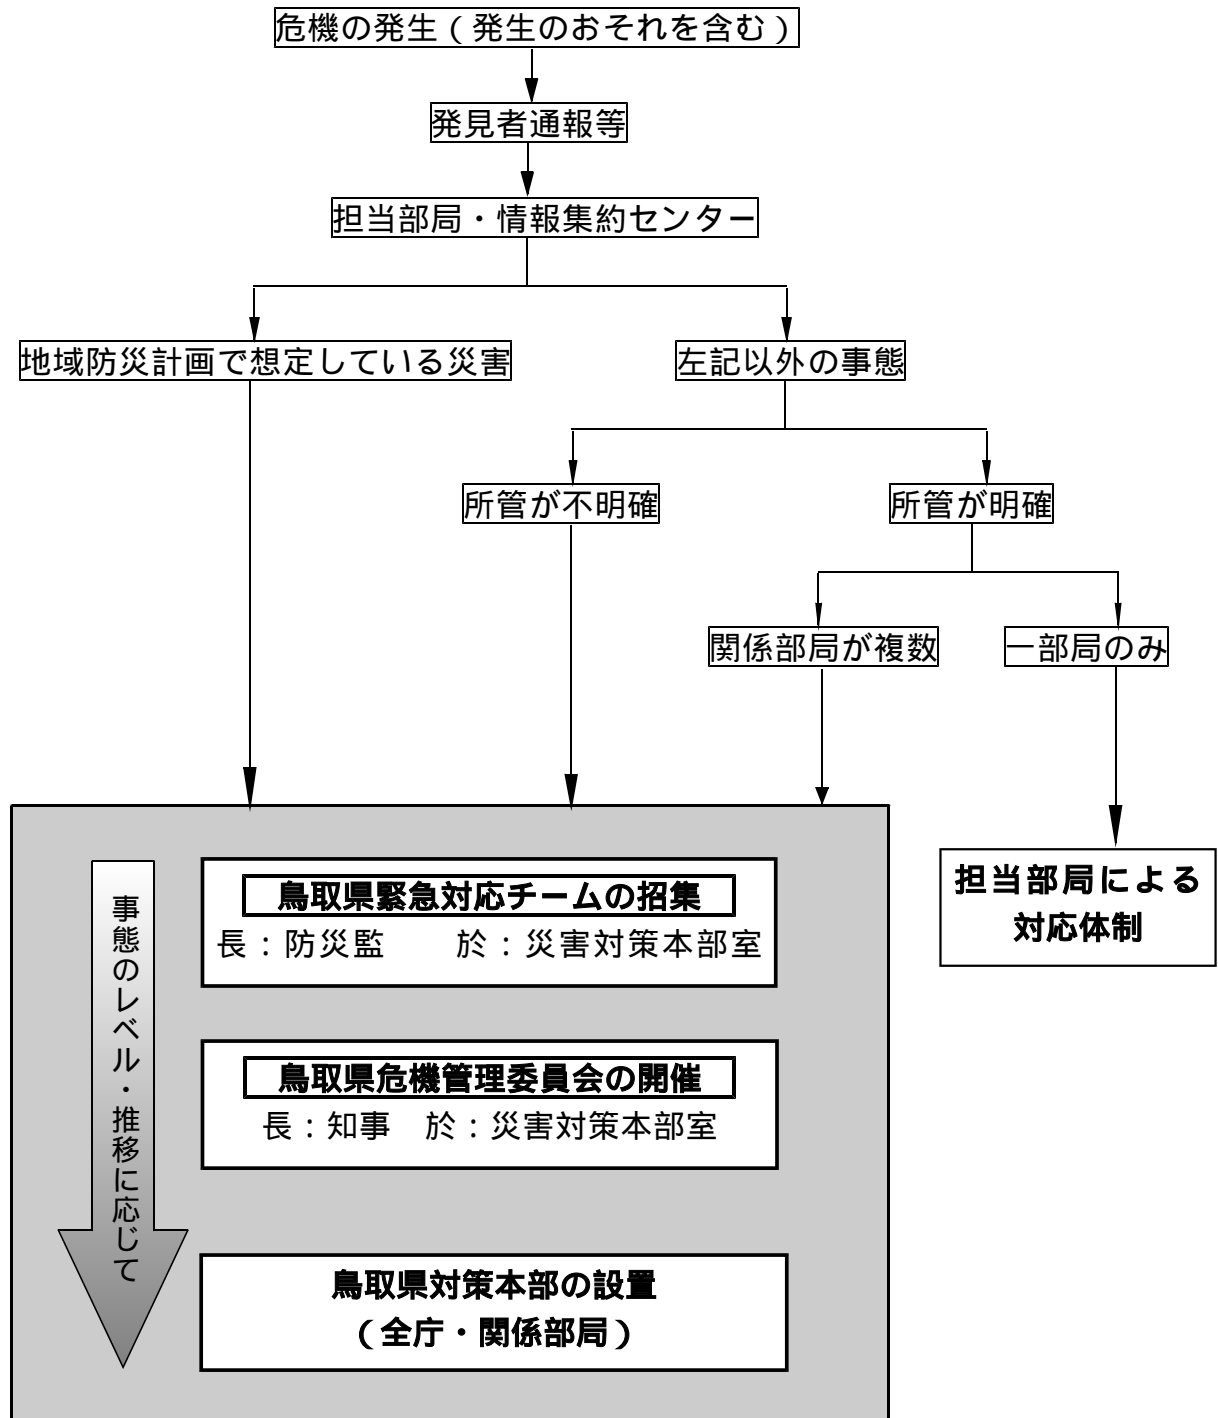 危機の発生(発生のおそれを含む)
発見者通報等
担当部局・情報集約センター
地域防災計画で想定している災害
左記以外の事態
所管が不明確
所管が明確
関係部局が複数
一部局のみ
担当部局による
対応体制
事態のレベル・推移に応じて
鳥取県緊急対応チームの招集
長:防災監 於:災害対策本部室
鳥取県危機管理委員会の開催
長:知事 於:災害対策本部室
鳥取県対策本部の設置
(全庁・関係部局)